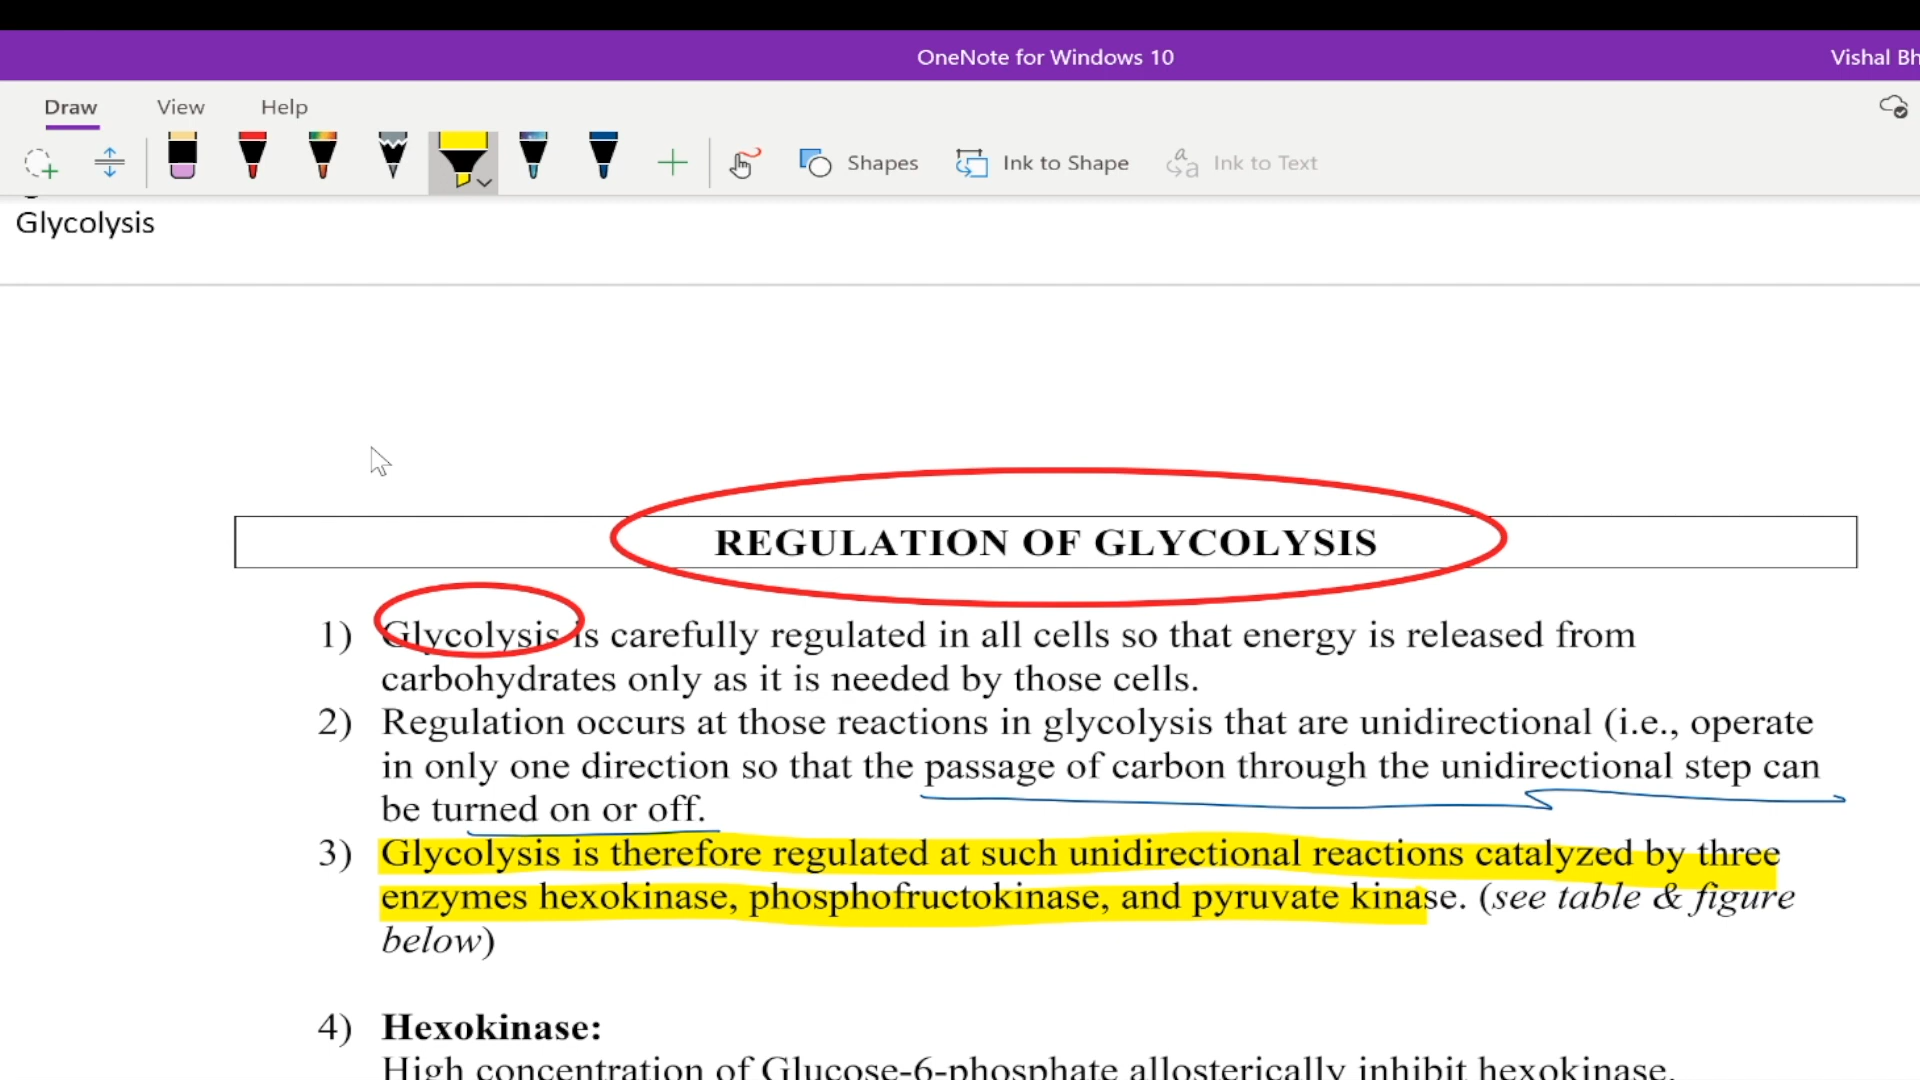 OneNote for Windows 10
Vishal Bh
Draw View Help
Shapes Ink to Shape Ink to Text
Glycolysis
REGULATION OF GLYCOLYSIS
1) Glycolysis is carefully regulated in all cells so that energy is released from
carbohydrates only as it is needed by those cells.
2) Regulation occurs at those reactions in glycolysis that are unidirectional (i.e., operate
in only one direction so that the passage of carbon through the unidirectional step can
be turned on or off.
3) Glycolysis is therefore regulated at such unidirectional reactions catalyzed by three
enzymes hexokinase, phosphofructokinase, and pyruvate kinase. (see table & figure
below)
4) Hexokinase:
High concentration of Glucose-6-phosphate allosterically inhibit hexokinase.